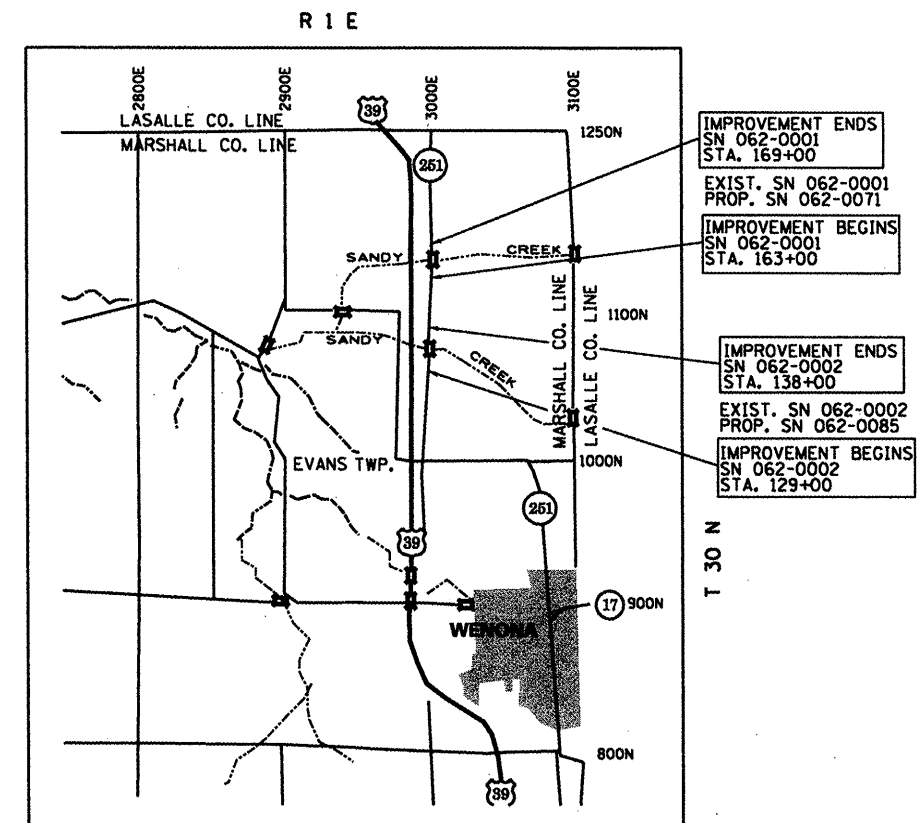 R 1 E
2800E
2900E
3000E
3100E
39
LASALLE CO. LINE
MARSHALL CO. LINE
1250N
251
IMPROVEMENT ENDS
SN 062-0001
STA. 169+00
EXIST. SN 062-0001
PROP. SN 062-0071
IMPROVEMENT BEGINS
SN 062-0001
STA. 163+00
SANDY CREEK
MARSHALL CO. LINE
LASALLE CO. LINE
1100N
SANDY CREEK
IMPROVEMENT ENDS
SN 062-0002
STA. 138+00
EXIST. SN 062-0002
PROP. SN 062-0085
IMPROVEMENT BEGINS
SN 062-0002
STA. 129+00
EVANS TWP.
1000N
251
39
T 30 N
17 900N
WENONA
800N
39